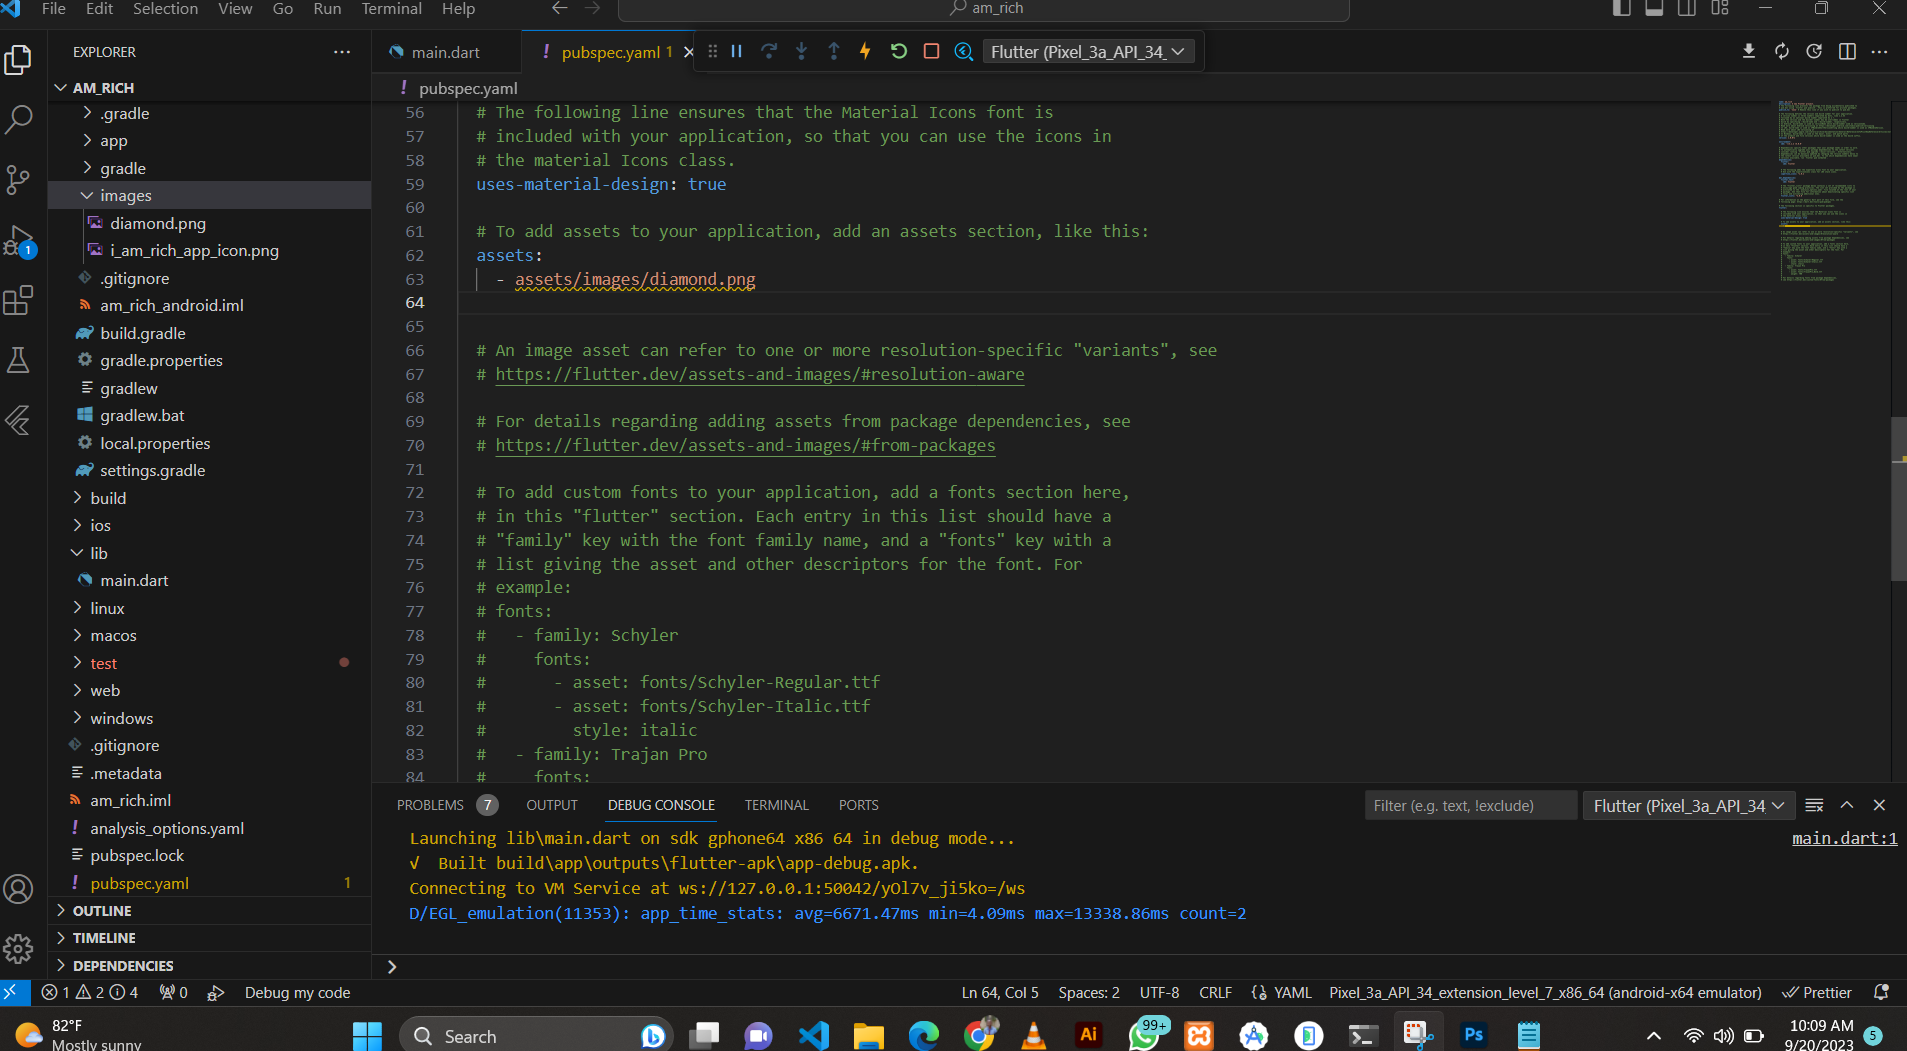 File Edit Selection View Go Run Terminal Help
am_rich
EXPLORER
main.dart
pubspec.yaml 1
Flutter (Pixel_3a_API_34_
AM_RICH
pubspec.yaml
.gradle
app
gradle
images
diamond.png
i_am_rich_app_icon.png
.gitignore
am_rich_android.iml
build.gradle
gradle.properties
gradlew
gradlew.bat
local.properties
settings.gradle
build
ios
lib
main.dart
linux
macos
test
web
windows
.gitignore
.metadata
am_rich.iml
analysis_options.yaml
pubspec.lock
pubspec.yaml 1
OUTLINE
TIMELINE
DEPENDENCIES
1
56 # The following line ensures that the Material Icons font is
57 # included with your application, so that you can use the icons in
58 # the material Icons class.
59 uses-material-design: true
60
61 # To add assets to your application, add an assets section, like this:
62 assets:
63 - assets/images/diamond.png
64
65
66 # An image asset can refer to one or more resolution-specific "variants", see
67 # https://flutter.dev/assets-and-images/#resolution-aware
68
69 # For details regarding adding assets from package dependencies, see
70 # https://flutter.dev/assets-and-images/#from-packages
71
72 # To add custom fonts to your application, add a fonts section here,
73 # in this "flutter" section. Each entry in this list should have a
74 # "family" key with the font family name, and a "fonts" key with a
75 # list giving the asset and other descriptors for the font. For
76 # example:
77 # fonts:
78 # - family: Schyler
79 # fonts:
80 # - asset: fonts/Schyler-Regular.ttf
81 # - asset: fonts/Schyler-Italic.ttf
82 # style: italic
83 # - family: Trajan Pro
84 # fonts:
PROBLEMS 7 OUTPUT DEBUG CONSOLE TERMINAL PORTS
Filter (e.g. text, !exclude)
Flutter (Pixel_3a_API_34
Launching lib\main.dart on sdk gphone64 x86 64 in debug mode...
main.dart:1
√ Built build\app\outputs\flutter-apk\app-debug.apk.
Connecting to VM Service at ws://127.0.0.1:50042/yOl7v_ji5ko=/ws
D/EGL_emulation(11353): app_time_stats: avg=6671.47ms min=4.09ms max=13338.86ms count=2
1 2 4 0 Debug my code
Ln 64, Col 5 Spaces: 2 UTF-8 CRLF YAML Pixel_3a_API_34_extension_level_7_x86_64 (android-x64 emulator) Prettier
82°F
Mostly sunny
Search
Ai
99+
Ps
10:09 AM
9/20/2023
5